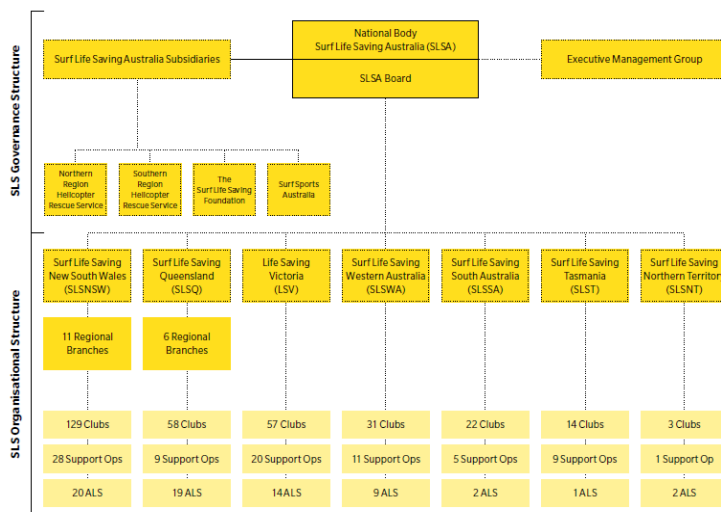 SLS Governance Structure
National Body
Surf Life Saving Australia (SLSA)
SLSA Board
Surf Life Saving Australia Subsidiaries
Executive Management Group
Northern
Region
Helicopter
Rescue Service
Southern
Region
Helicopter
Rescue Service
The
Surf Life Saving
Foundation
Surf Sports
Australia
SLS Organisational Structure
Surf Life Saving
New South Wales
(SLSNSW)
Surf Life Saving
Queensland
(SLSQ)
Life Saving
Victoria
(LSV)
Surf Life Saving
Western Australia
(SLSWA)
Surf Life Saving
South Australia
(SLSSA)
Surf Life Saving
Tasmania
(SLST)
Surf Life Saving
Northern Territory
(SLSNT)
11 Regional
Branches
6 Regional
Branches
129 Clubs
58 Clubs
57 Clubs
31 Clubs
22 Clubs
14 Clubs
3 Clubs
28 Support Ops
9 Support Ops
20 Support Ops
11 Support Ops
5 Support Ops
9 Support Ops
1 Support Op
20 ALS
19 ALS
14 ALS
9 ALS
2 ALS
1 ALS
2 ALS